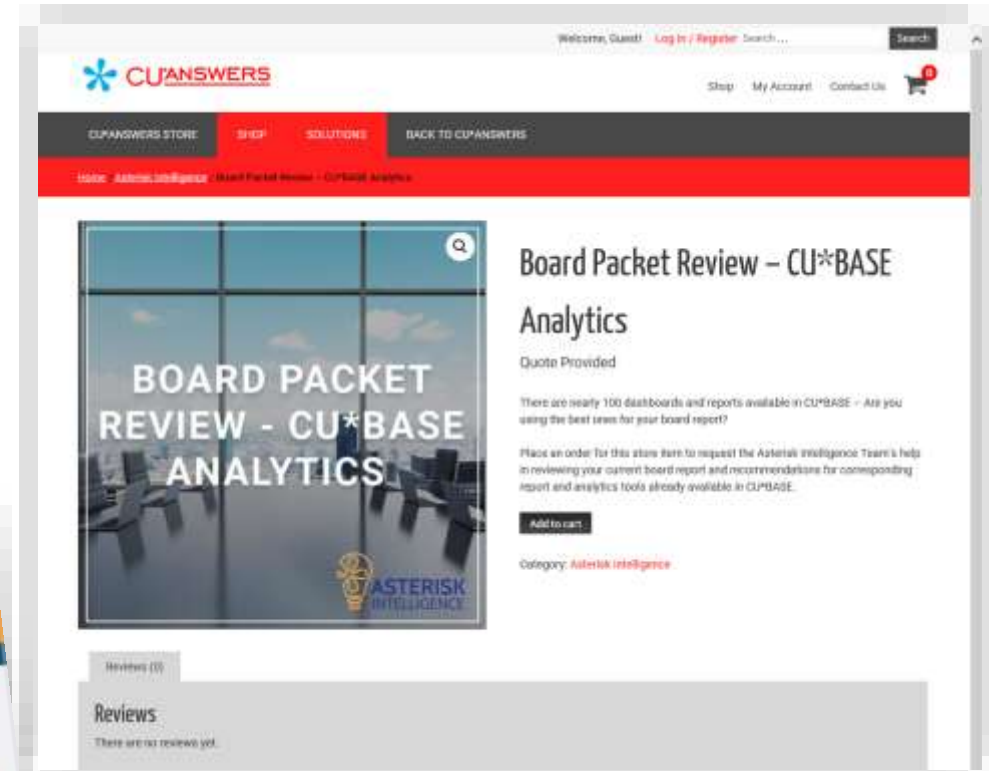 Welcome, Guest! Log In / Register Search ... Search
CU*ANSWERS
Shop My Account Contact Us 0
CU*ANSWERS STORE SHOP SOLUTIONS BACK TO CU*ANSWERS
Home / Asterisk Intelligence / Board Packet Review – CU*BASE Analytics
BOARD PACKET
REVIEW - CU*BASE
ANALYTICS
ASTERISK
INTELLIGENCE
Board Packet Review – CU*BASE
Analytics
Quote Provided
There are nearly 100 dashboards and reports available in CU*BASE – Are you
using the best ones for your board report?
Place an order for this store item to request the Asterisk Intelligence Team's help
in reviewing your current board report and recommendations for corresponding
report and analytics tools already available in CU*BASE.
Add to cart
Category: Asterisk Intelligence
Reviews (0)
Reviews
There are no reviews yet.